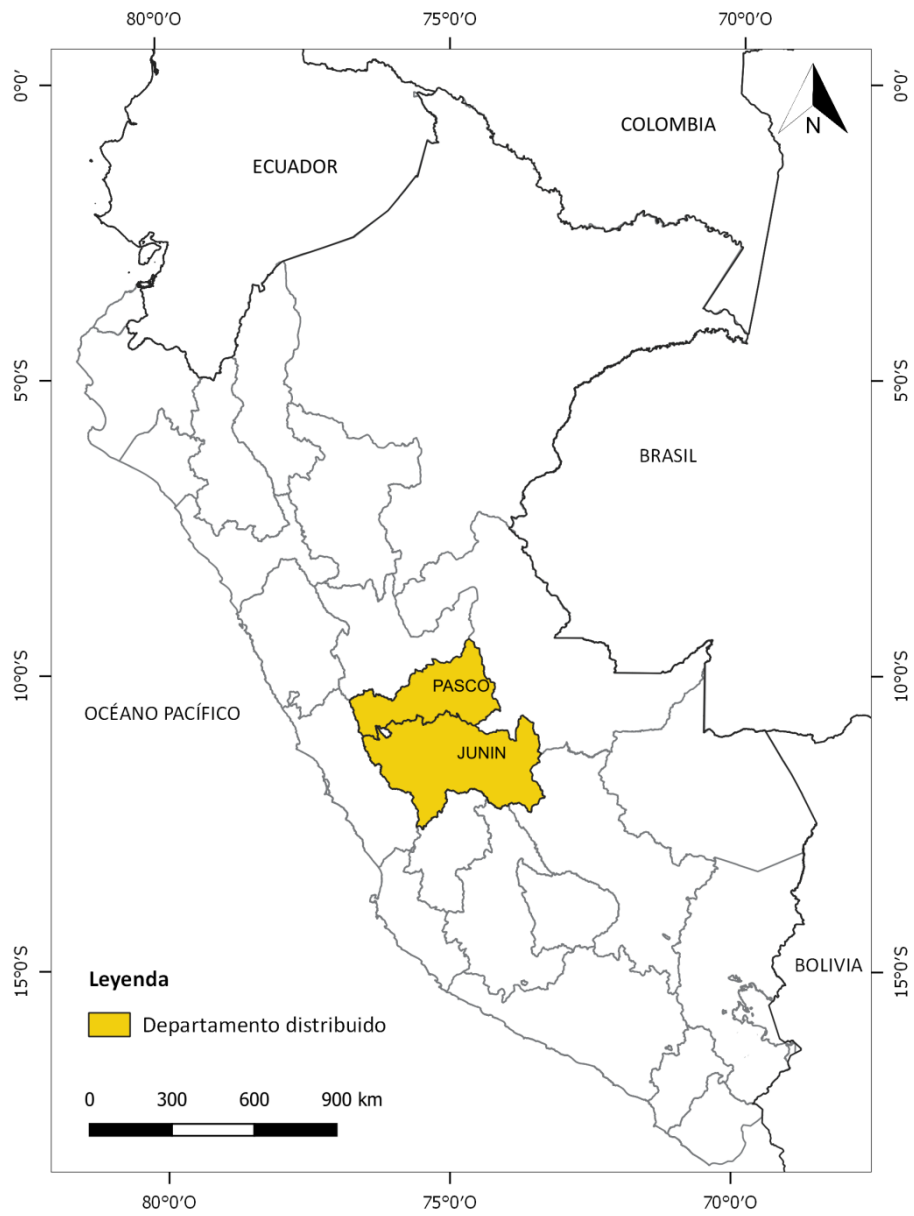 80°0'O 75°0'O 70°0'O
0°0' 0°0'
COLOMBIA
N
ECUADOR
5°0'S 5°0'S
BRASIL
10°0'S 10°0'S
PASCO
OCÉANO PACÍFICO
JUNIN
15°0'S 15°0'S
BOLIVIA
Leyenda
Departamento distribuido
0 300 600 900 km
80°0'O 75°0'O 70°0'O